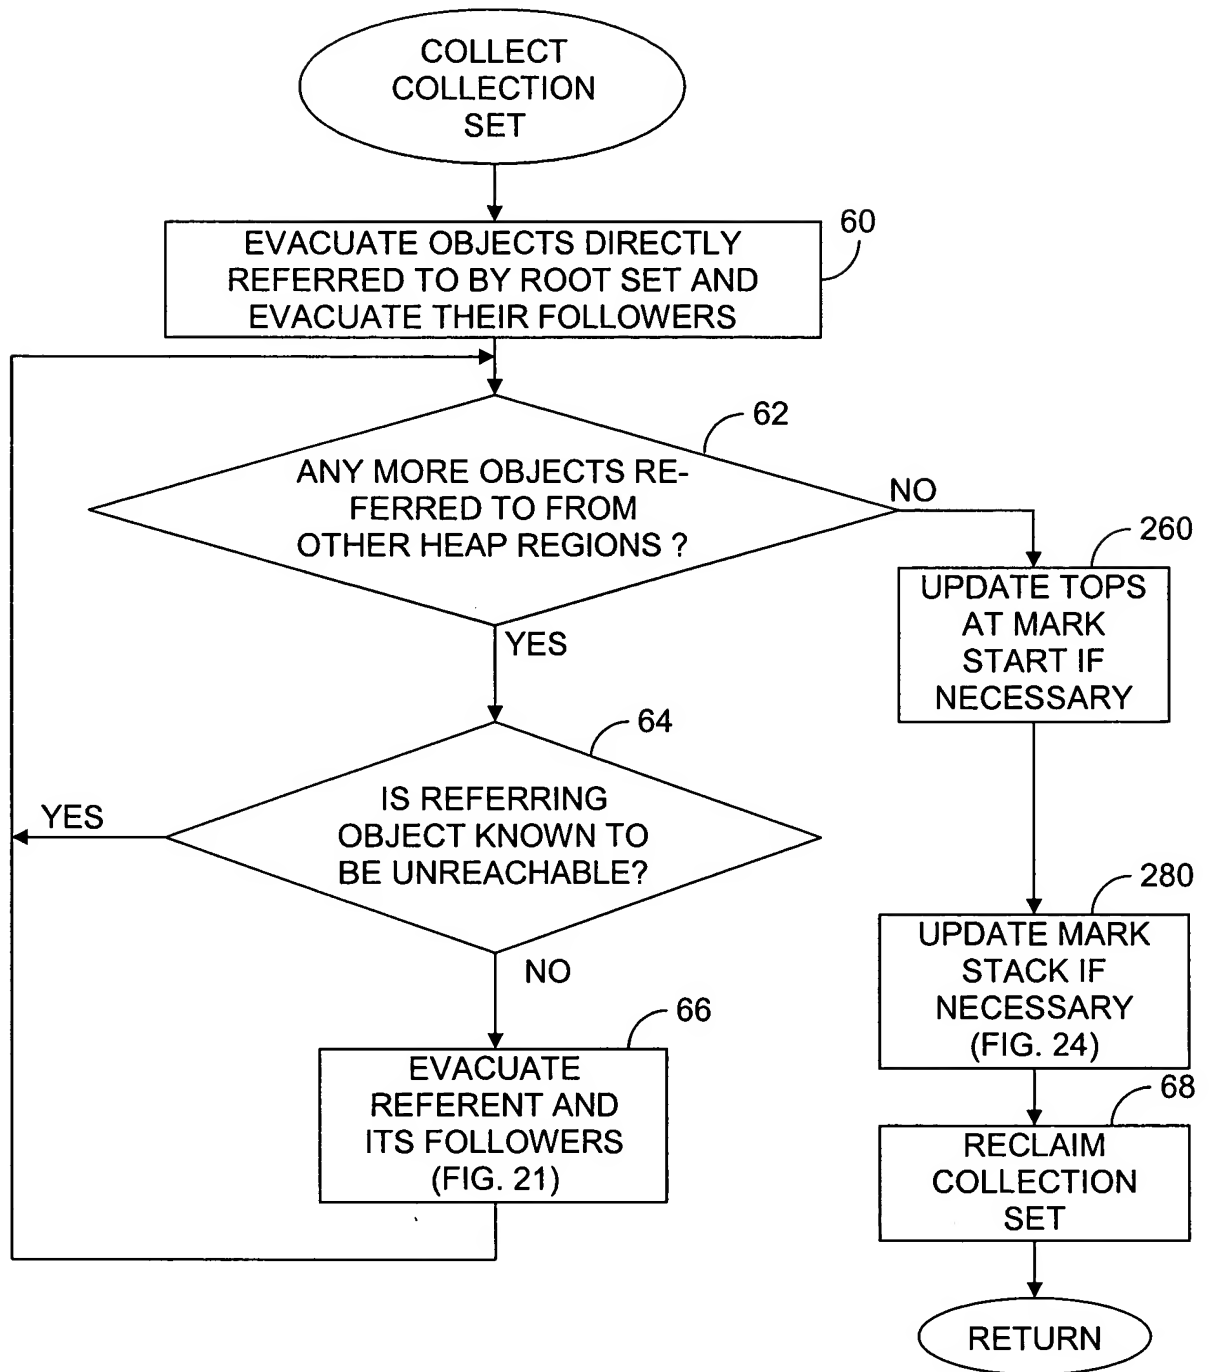 COLLECT
COLLECTION
SET
60
EVACUATE OBJECTS DIRECTLY
REFERRED TO BY ROOT SET AND
EVACUATE THEIR FOLLOWERS
62
ANY MORE OBJECTS RE-
FERRED TO FROM
OTHER HEAP REGIONS ?
NO
YES
260
UPDATE TOPS
AT MARK
START IF
NECESSARY
64
IS REFERRING
OBJECT KNOWN TO
BE UNREACHABLE?
YES
NO
280
UPDATE MARK
STACK IF
NECESSARY
(FIG. 24)
66
EVACUATE
REFERENT AND
ITS FOLLOWERS
(FIG. 21)
68
RECLAIM
COLLECTION
SET
RETURN